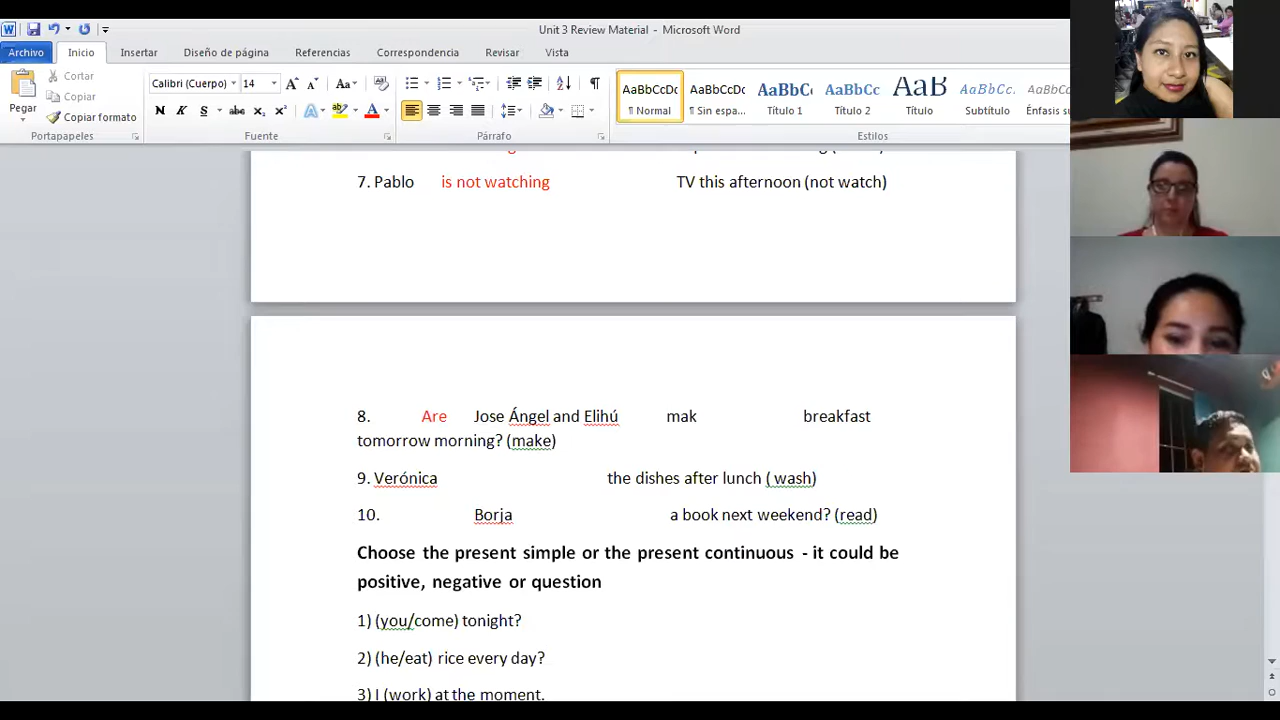 Unit 3 Review Material - Microsoft Word
Archivo Inicio Insertar Diseño de página Referencias Correspondencia Revisar Vista
Pegar
Cortar
Copiar
Copiar formato
Portapapeles
Calibri (Cuerpo) 14
N K S abc x₂ x²
Fuente
Párrafo
AaBbCcDc AaBbCcDc AaBbC AaBbCc AaB AaBbCc. AaBbCc
¶ Normal ¶ Sin espa... Título 1 Título 2 Título Subtítulo Énfasis su
Estilos
7. Pablo is not watching TV this afternoon (not watch)
8. Are Jose Ángel and Elihú mak breakfast
tomorrow morning? (make)
9. Verónica the dishes after lunch ( wash)
10. Borja a book next weekend? (read)
Choose the present simple or the present continuous - it could be
positive, negative or question
1) (you/come) tonight?
2) (he/eat) rice every day?
3) I (work) at the moment.